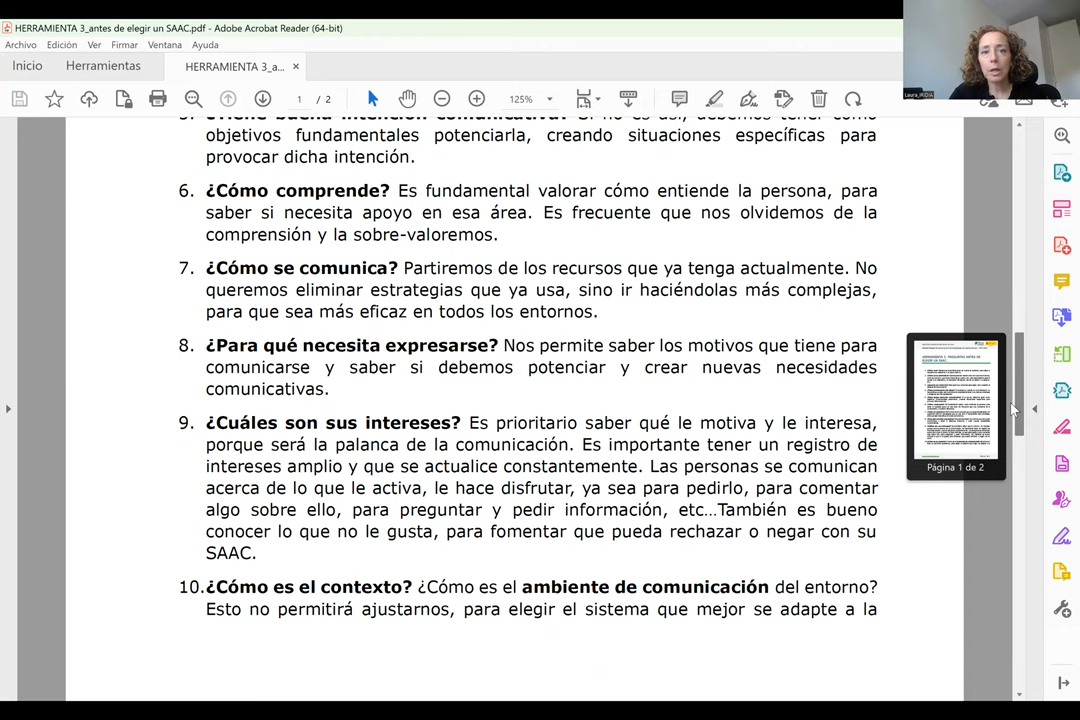 HERRAMIENTA 3_antes de elegir un SAAC.pdf - Adobe Acrobat Reader (64-bit)
Archivo Edición Ver Firmar Ventana Ayuda
Inicio Herramientas HERRAMIENTA 3_a... ×
1 / 2 125%
objetivos fundamentales potenciarla, creando situaciones específicas para
provocar dicha intención.
6. ¿Cómo comprende? Es fundamental valorar cómo entiende la persona, para
saber si necesita apoyo en esa área. Es frecuente que nos olvidemos de la
comprensión y la sobre-valoremos.
7. ¿Cómo se comunica? Partiremos de los recursos que ya tenga actualmente. No
queremos eliminar estrategias que ya usa, sino ir haciéndolas más complejas,
para que sea más eficaz en todos los entornos.
8. ¿Para qué necesita expresarse? Nos permite saber los motivos que tiene para
comunicarse y saber si debemos potenciar y crear nuevas necesidades
comunicativas.
9. ¿Cuáles son sus intereses? Es prioritario saber qué le motiva y le interesa,
porque será la palanca de la comunicación. Es importante tener un registro de
intereses amplio y que se actualice constantemente. Las personas se comunican
acerca de lo que le activa, le hace disfrutar, ya sea para pedirlo, para comentar
algo sobre ello, para preguntar y pedir información, etc...También es bueno
conocer lo que no le gusta, para fomentar que pueda rechazar o negar con su
SAAC.
10.¿Cómo es el contexto? ¿Cómo es el ambiente de comunicación del entorno?
Esto no permitirá ajustarnos, para elegir el sistema que mejor se adapte a la
Página 1 de 2